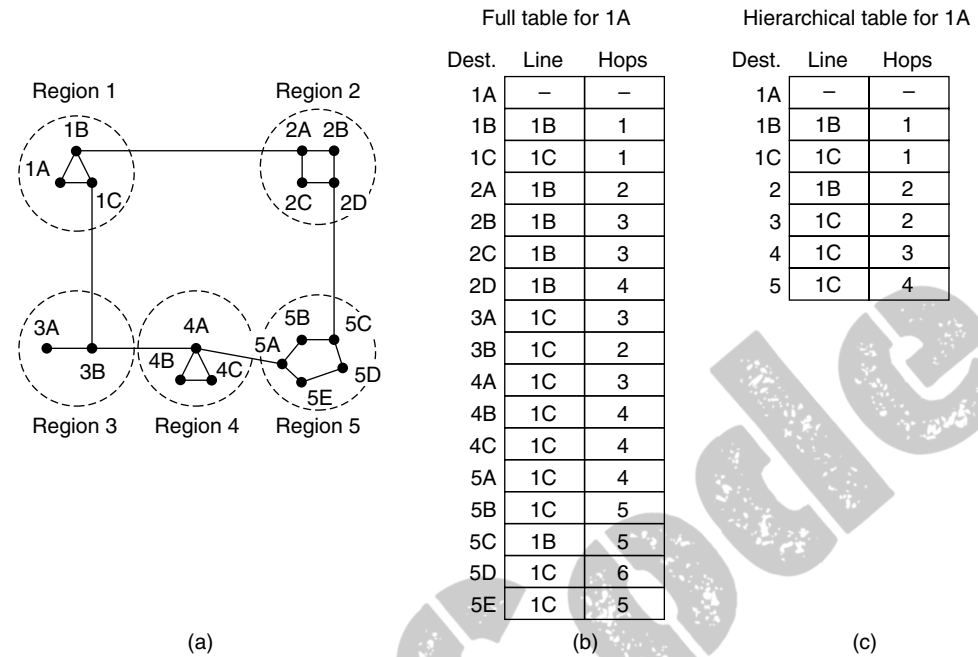 Full table for 1A
Hierarchical table for 1A
Dest. Line Hops
1A – –
1B 1B 1
1C 1C 1
2A 1B 2
2B 1B 3
2C 1B 3
2D 1B 4
3A 1C 3
3B 1C 2
4A 1C 3
4B 1C 4
4C 1C 4
5A 1C 4
5B 1C 5
5C 1B 5
5D 1C 6
5E 1C 5
Dest. Line Hops
1A – –
1B 1B 1
1C 1C 1
2 1B 2
3 1C 2
4 1C 3
5 1C 4
Region 1
Region 2
1B
1A
1C
2A 2B
2C 2D
3A
3B
4A
4B
4C
5B
5C
5A
5D
5E
Region 3
Region 4
Region 5
(a)
(b)
(c)